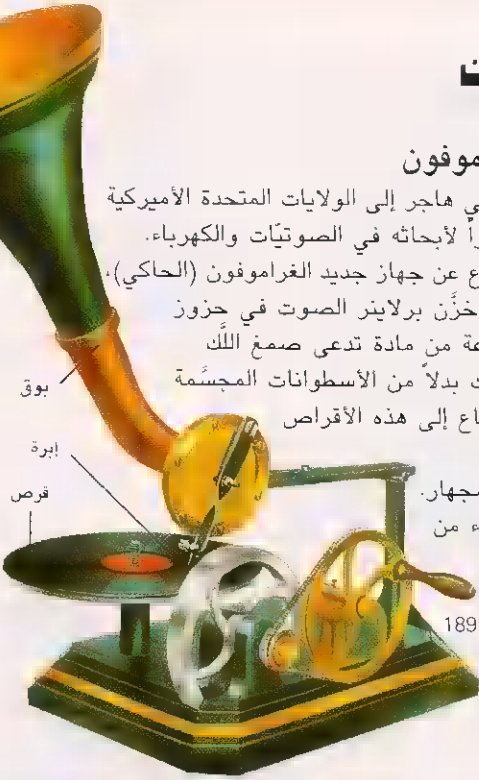 ت
موفون
ي هاجر إلى الولايات المتحدة الأميركية
راً لأبحاثه في الصوتيّات والكهرباء.
ع عن جهاز جديد الغراموفون (الحاكي)،
خزَّن برلاينر الصوت في حزوز
عة من مادة تدعى صمغ اللَّك
ك بدلاً من الأسطوانات المجسَّمة
اع إلى هذه الأقراص
مجهار.
ء من
189
بوق
إبرة
قرص